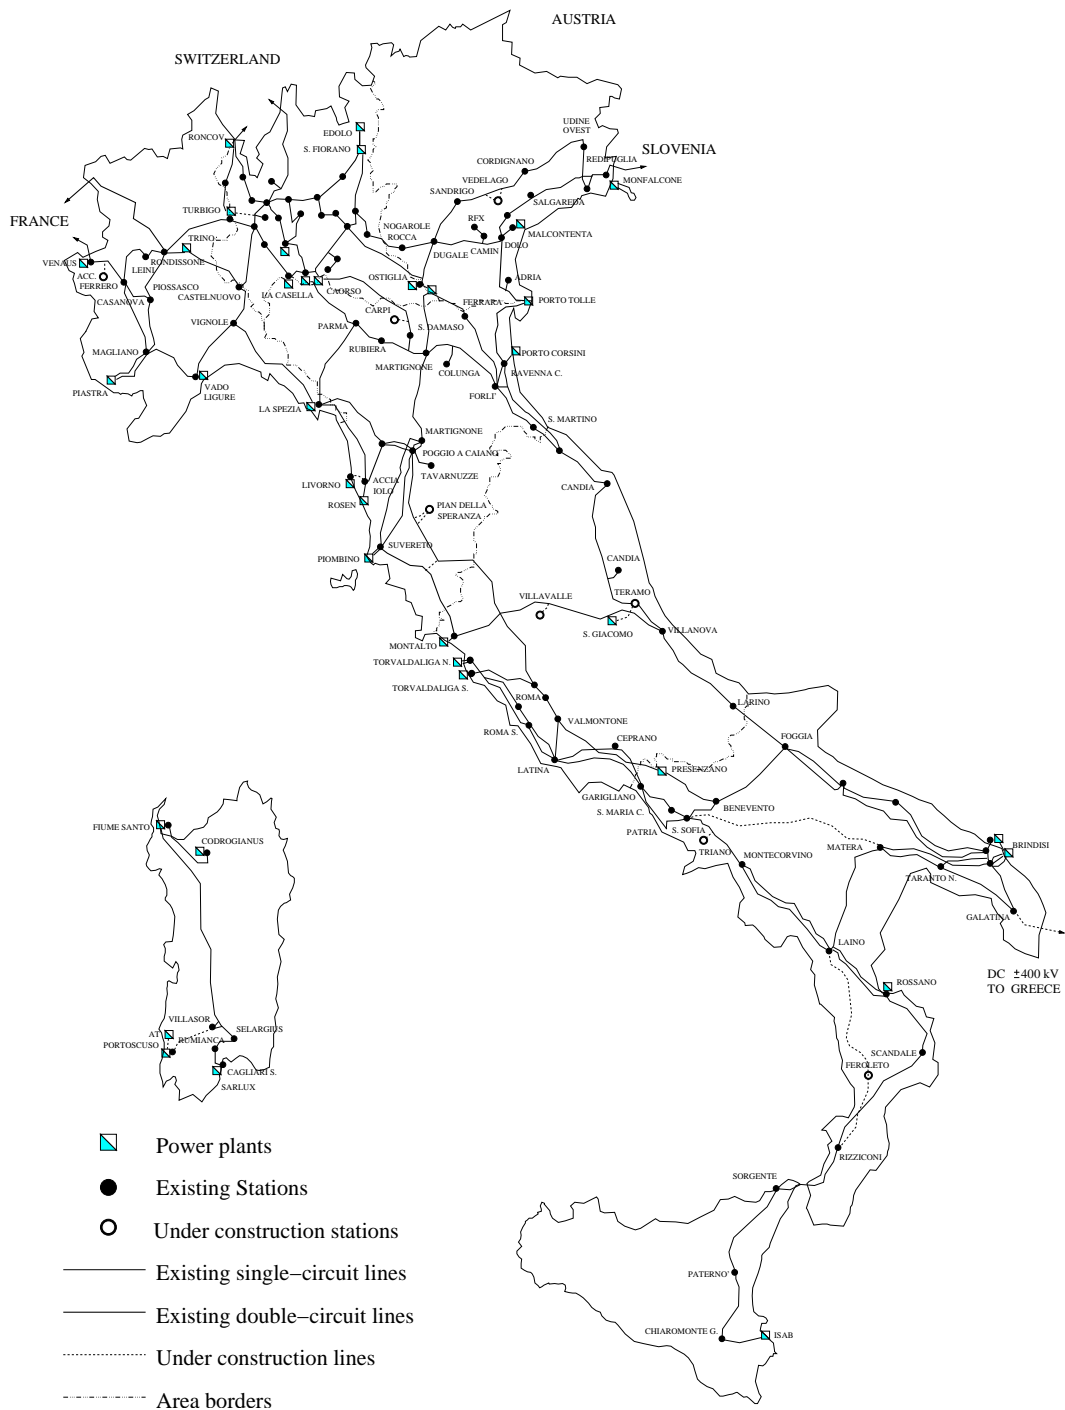 AUSTRIA
SWITZERLAND
UDINE
OVEST
EDOLO
RONCOV
S. FIORANO
SLOVENIA
REDIPUGLIA
CORDIGNANO
MONFALCONE
VEDELAGO
SANDRIGO
SALGAREDA
TURBIGO
FRANCE
NOGAROLE
ROCCA
RFX
MALCONTENTA
TRINO
DOLO
CAMIN
DUGALE
VENAUS
ACC.
FERRERO
LEINI
RONDISSONE
PIOSSASCO
CASANOVA
CASTELNUOVO
LA CASELLA
CAORSO
OSTIGLIA
ADRIA
FERRARA
PORTO TOLLE
CARPI
VIGNOLE
PARMA
S. DAMASO
RUBIERA
MARTIGNONE
COLUNGA
PORTO CORSINI
RAVENNA C.
MAGLIANO
PIASTRA
VADO
LIGURE
FORLI'
LA SPEZIA
S. MARTINO
MARTIGNONE
POGGIO A CAIANO
TAVARNUZZE
LIVORNO
ACCIA
IOLO
CANDIA
ROSEN
PIAN DELLA
SPERANZA
SUVERETO
PIOMBINO
CANDIA
TERAMO
VILLAVALLE
S. GIACOMO
VILLANOVA
MONTALTO
TORVALDALIGA N.
TORVALDALIGA S.
ROMA
LARINO
VALMONTONE
ROMA S.
CEPRANO
FOGGIA
LATINA
PRESENZANO
GARIGLIANO
S. MARIA C.
BENEVENTO
PATRIA
S. SOFIA
TRIANO
MONTECORVINO
MATERA
BRINDISI
TARANTO N.
GALATINA
FIUME SANTO
CODROGIANUS
LAINO
DC ±400 kV
TO GREECE
ROSSANO
VILLASOR
SELARGIUS
AT
PORTOSCUSO
RUMIANCA
CAGLIARI S.
SARLUX
SCANDALE
FEROLETO
RIZZICONI
SORGENTE
PATERNO'
CHIAROMONTE G.
ISAB
Power plants
Existing Stations
Under construction stations
Existing single−circuit lines
Existing double−circuit lines
Under construction lines
Area borders